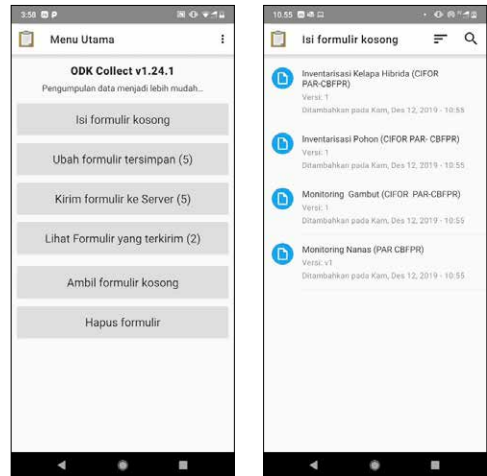 3:58
Menu Utama
ODK Collect v1.24.1
Pengumpulan data menjadi lebih mudah...
Isi formulir kosong
Ubah formulir tersimpan (5)
Kirim formulir ke Server (5)
Lihat Formulir yang terkirim (2)
Ambil formulir kosong
Hapus formulir
10.55
Isi formulir kosong
Inventarisasi Kelapa Hibrida (CIFOR
PAR-CBFPR)
Versi: 1
Ditambahkan pada Kam, Des 12, 2019 - 10:55
Inventarisasi Pohon (CIFOR PAR- CBFPR)
Versi: 1
Ditambahkan pada Kam, Des 12, 2019 - 10:55
Monitoring Gambut (CIFOR PAR-CBFPR)
Versi: 1
Ditambahkan pada Kam, Des 12, 2019 - 10:55
Monitoring Nanas (PAR CBFPR)
Versi: v1
Ditambahkan pada Kam, Des 12, 2019 - 10:55